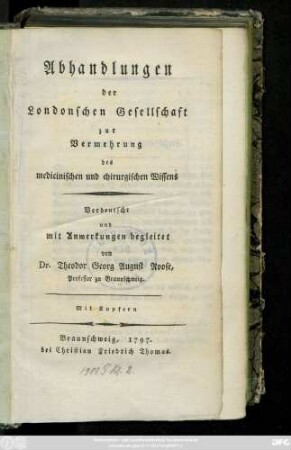 Abhandlungen
der
Londonschen Gesellschaft
zur
Vermehrung
des
medicinischen und chirurgischen Wissens
Verdeutscht
und
mit Anmerkungen begleitet
von
Dr. Theodor Georg August Roose,
Professor zu Braunschweig.
Mit Kupfern
Braunschweig, 1797.
bei Christian Friedrich Thomas.